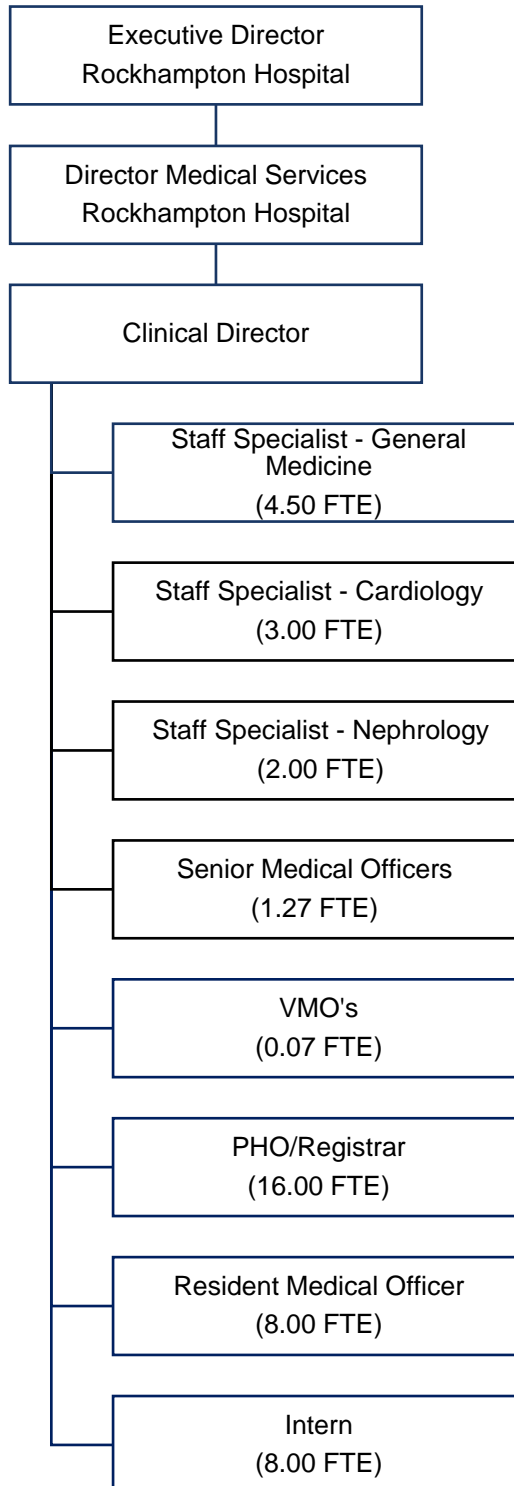 Executive Director
Rockhampton Hospital
Director Medical Services
Rockhampton Hospital
Clinical Director
Staff Specialist - General
Medicine
(4.50 FTE)
Staff Specialist - Cardiology
(3.00 FTE)
Staff Specialist - Nephrology
(2.00 FTE)
Senior Medical Officers
(1.27 FTE)
VMO's
(0.07 FTE)
PHO/Registrar
(16.00 FTE)
Resident Medical Officer
(8.00 FTE)
Intern
(8.00 FTE)